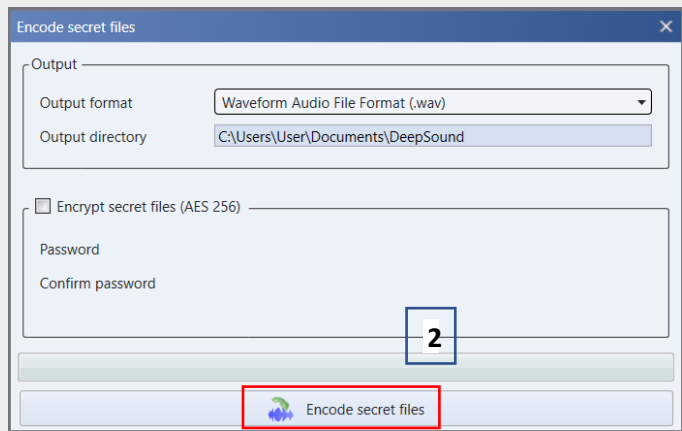 Encode secret files
Output
Output format Waveform Audio File Format (.wav)
Output directory C:\Users\User\Documents\DeepSound
Encrypt secret files (AES 256)
Password
Confirm password
2
Encode secret files